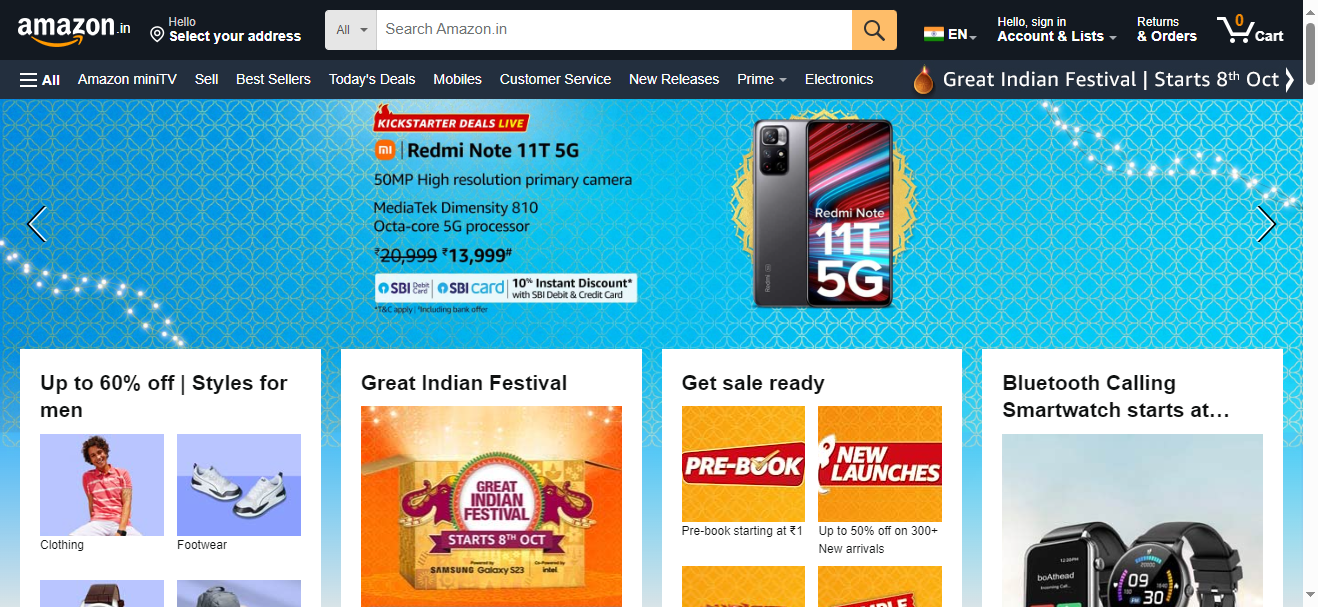 amazon.in
Hello
Select your address
All
Search Amazon.in
EN
Hello, sign in
Account & Lists
Returns
& Orders
0
Cart
All
Amazon miniTV
Sell
Best Sellers
Today's Deals
Mobiles
Customer Service
New Releases
Prime
Electronics
Great Indian Festival | Starts 8th Oct
KICKSTARTER DEALS LIVE
mi | Redmi Note 11T 5G
50MP High resolution primary camera
MediaTek Dimensity 810
Octa-core 5G processor
₹20,999 ₹13,999#
SBI Debit Card | SBI card | 10% Instant Discount*
with SBI Debit & Credit Card
*T&C apply | #Including bank offer
Redmi
Redmi Note
11T
5G
Up to 60% off | Styles for
men
Clothing
Footwear
Great Indian Festival
GREAT
INDIAN
FESTIVAL
STARTS 8TH OCT
Powered by
SAMSUNG Galaxy S23
Co-Powered by
intel
Get sale ready
PRE-BOOK
Pre-book starting at ₹1
NEW
LAUNCHES
Up to 50% off on 300+
New arrivals
Bluetooth Calling
Smartwatch starts at…
12:30PM
boAthead
Incoming Call..
20000
09
30